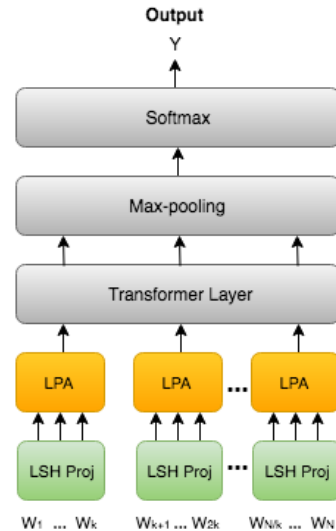 Output
Y
Softmax
Max-pooling
Transformer Layer
LPA LPA ... LPA
LSH Proj LSH Proj ... LSH Proj
W1 ... Wk Wk+1 ... W2k WN/k ... WN